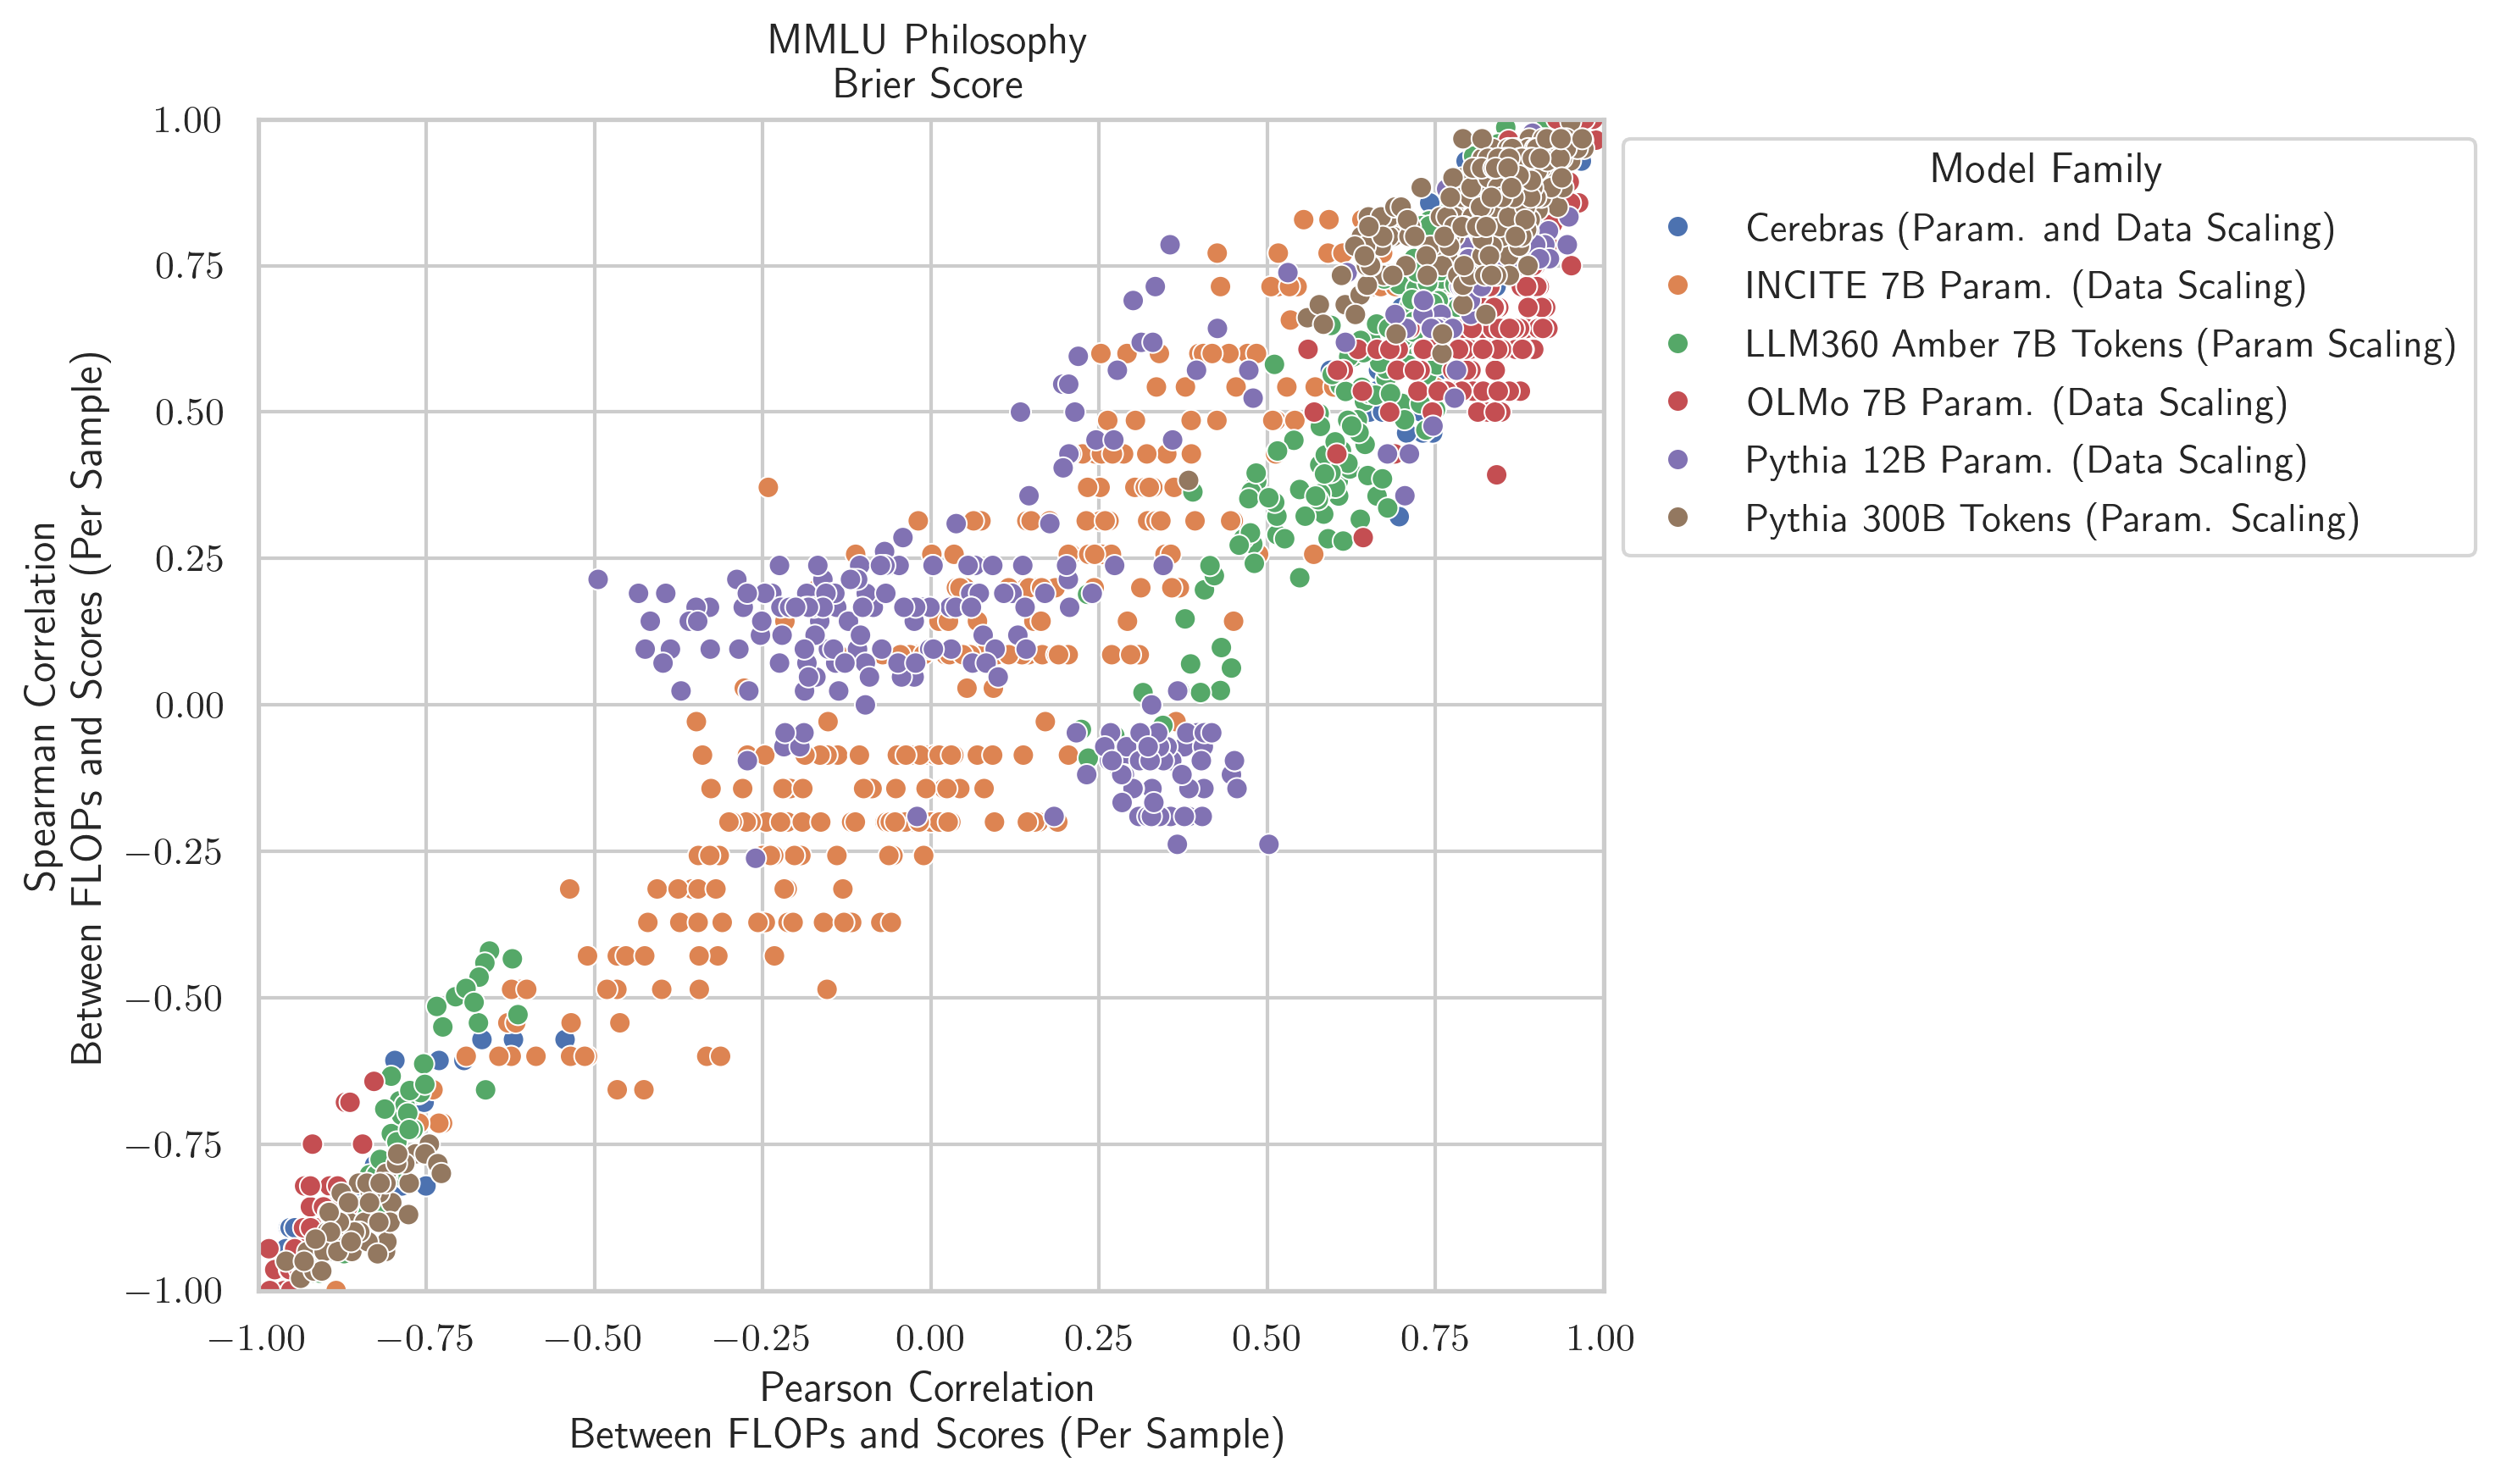 MMLU Philosophy
Brier Score
Spearman Correlation
Between FLOPs and Scores (Per Sample)
1.00
0.75
0.50
0.25
0.00
−0.25
−0.50
−0.75
−1.00
−1.00
−0.75
−0.50
−0.25
0.00
0.25
0.50
0.75
1.00
Pearson Correlation
Between FLOPs and Scores (Per Sample)
Model Family
Cerebras (Param. and Data Scaling)
INCITE 7B Param. (Data Scaling)
LLM360 Amber 7B Tokens (Param Scaling)
OLMo 7B Param. (Data Scaling)
Pythia 12B Param. (Data Scaling)
Pythia 300B Tokens (Param. Scaling)